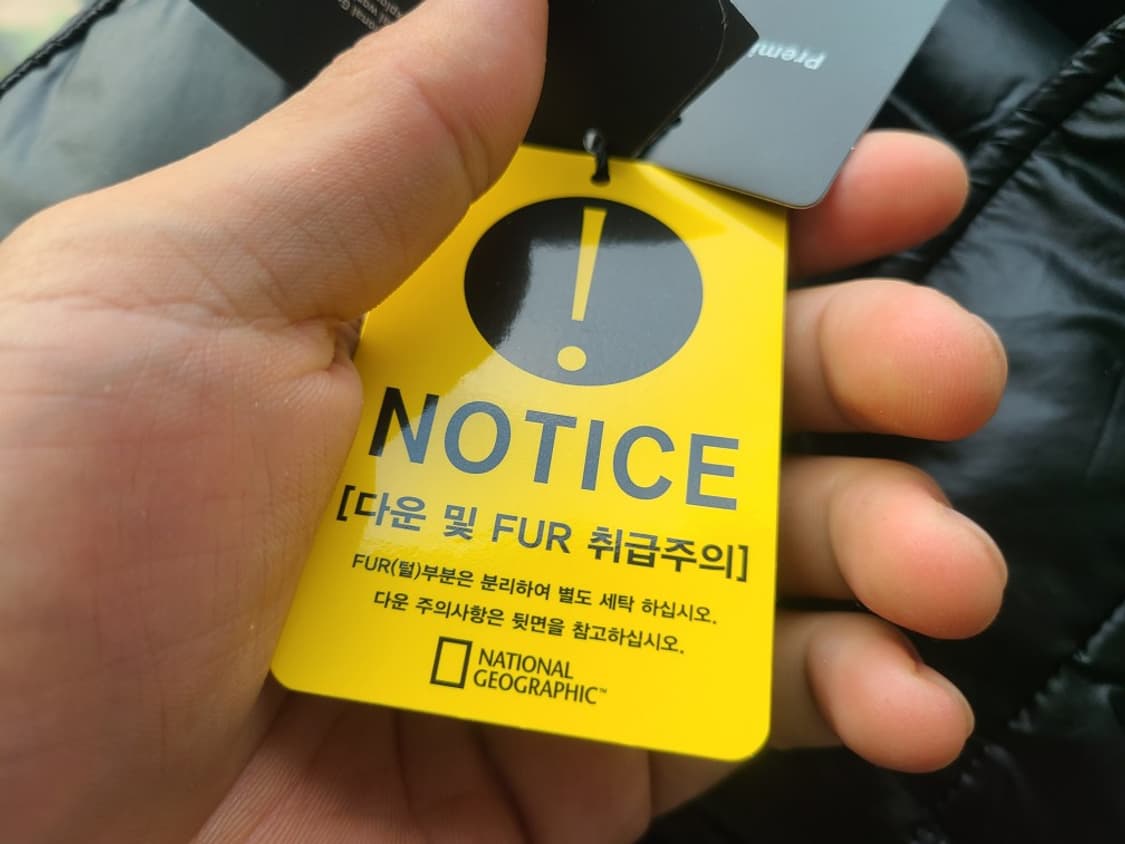 Premi
!
NOTICE
[다운 및 FUR 취급주의]
FUR(털)부분은 분리하여 별도 세탁 하십시오.
다운 주의사항은 뒷면을 참고하십시오.
NATIONAL
GEOGRAPHIC™